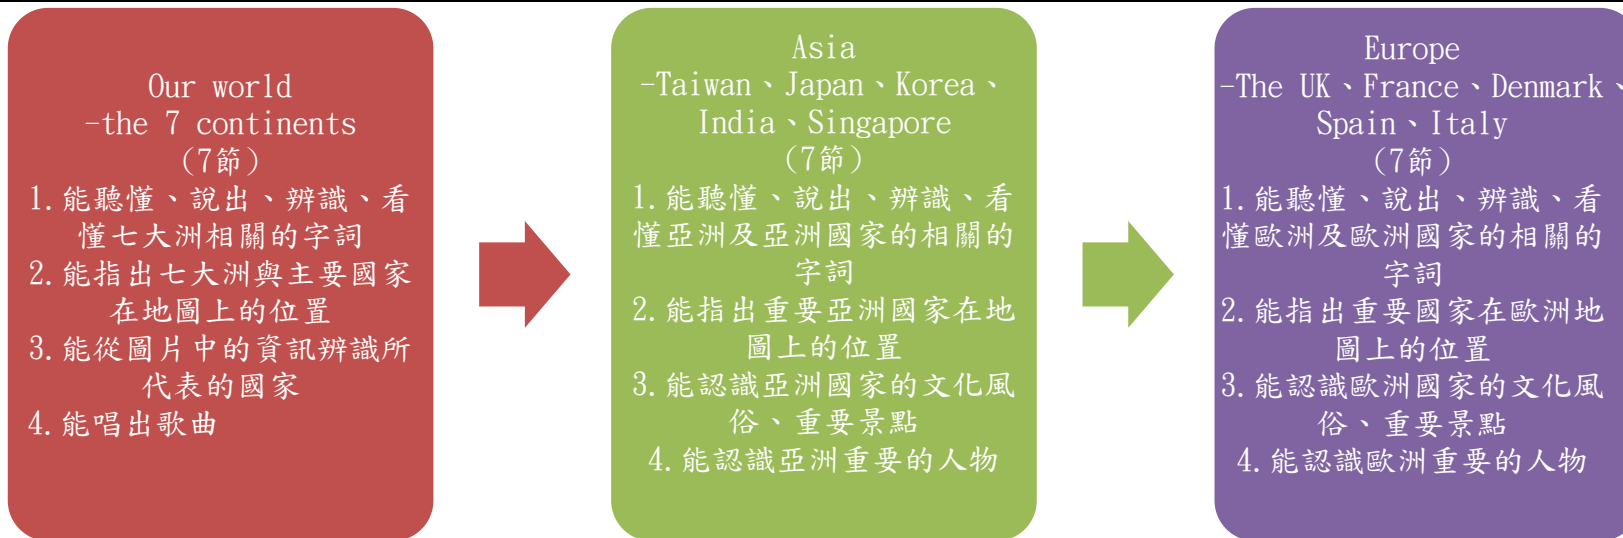 Our world
-the 7 continents
（7節）
1.能聽懂、說出、辨識、看
懂七大洲相關的字詞
2.能指出七大洲與主要國家
在地圖上的位置
3.能從圖片中的資訊辨識所
代表的國家
4.能唱出歌曲
Asia
-Taiwan、Japan、Korea、
India、Singapore
（7節）
1.能聽懂、說出、辨識、看
懂亞洲及亞洲國家的相關的
字詞
2.能指出重要亞洲國家在地
圖上的位置
3.能認識亞洲國家的文化風
俗、重要景點
4.能認識亞洲重要的人物
Europe
-The UK、France、Denmark、
Spain、Italy
（7節）
1.能聽懂、說出、辨識、看
懂歐洲及歐洲國家的相關的
字詞
2.能指出重要國家在歐洲地
圖上的位置
3.能認識歐洲國家的文化風
俗、重要景點
4.能認識歐洲重要的人物